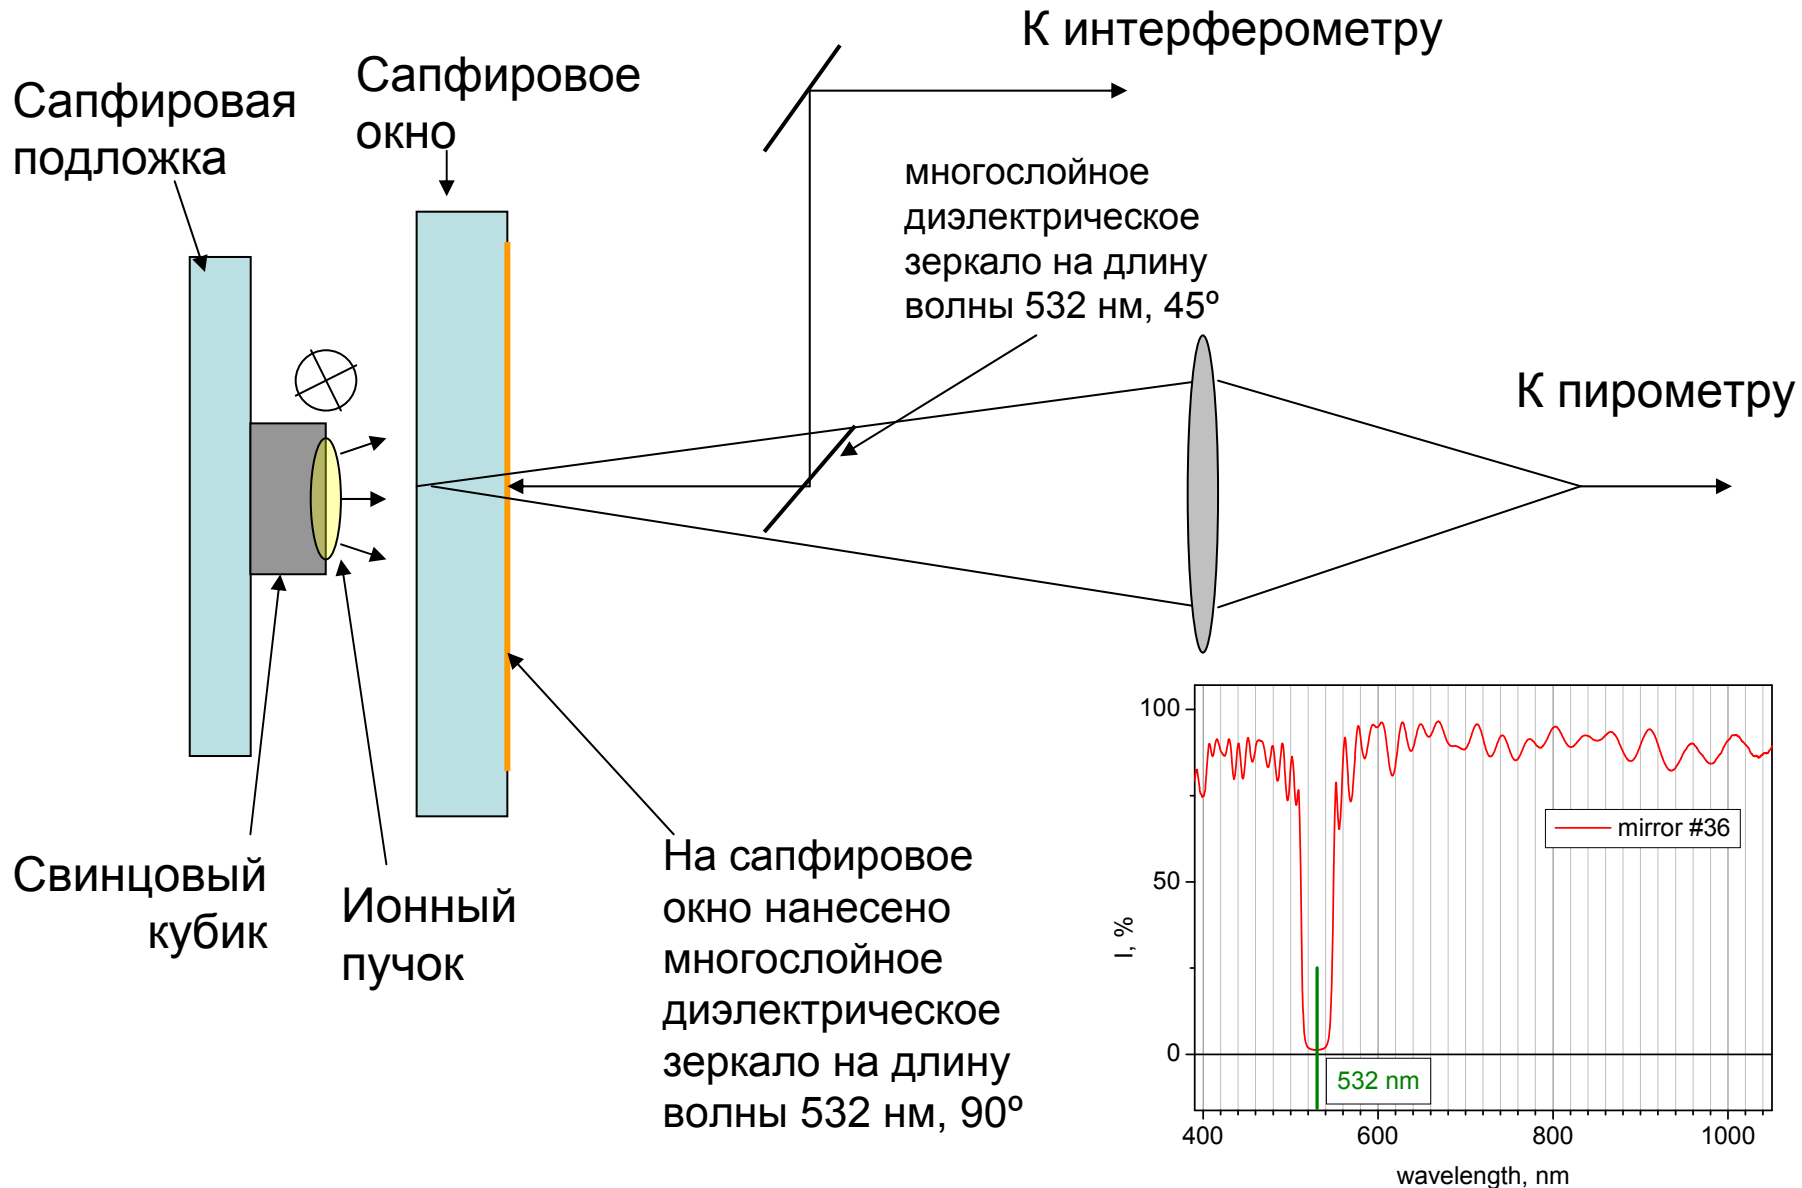 К интерферометру
Сапфировое
окно
Сапфировая
подложка
многослойное
диэлектрическое
зеркало на длину
волны 532 нм, 45º
К пирометру
Свинцовый
кубик
Ионный
пучок
На сапфировое
окно нанесено
многослойное
диэлектрическое
зеркало на длину
волны 532 нм, 90º
100
50
0
I, %
mirror #36
532 nm
400 600 800 1000
wavelength, nm